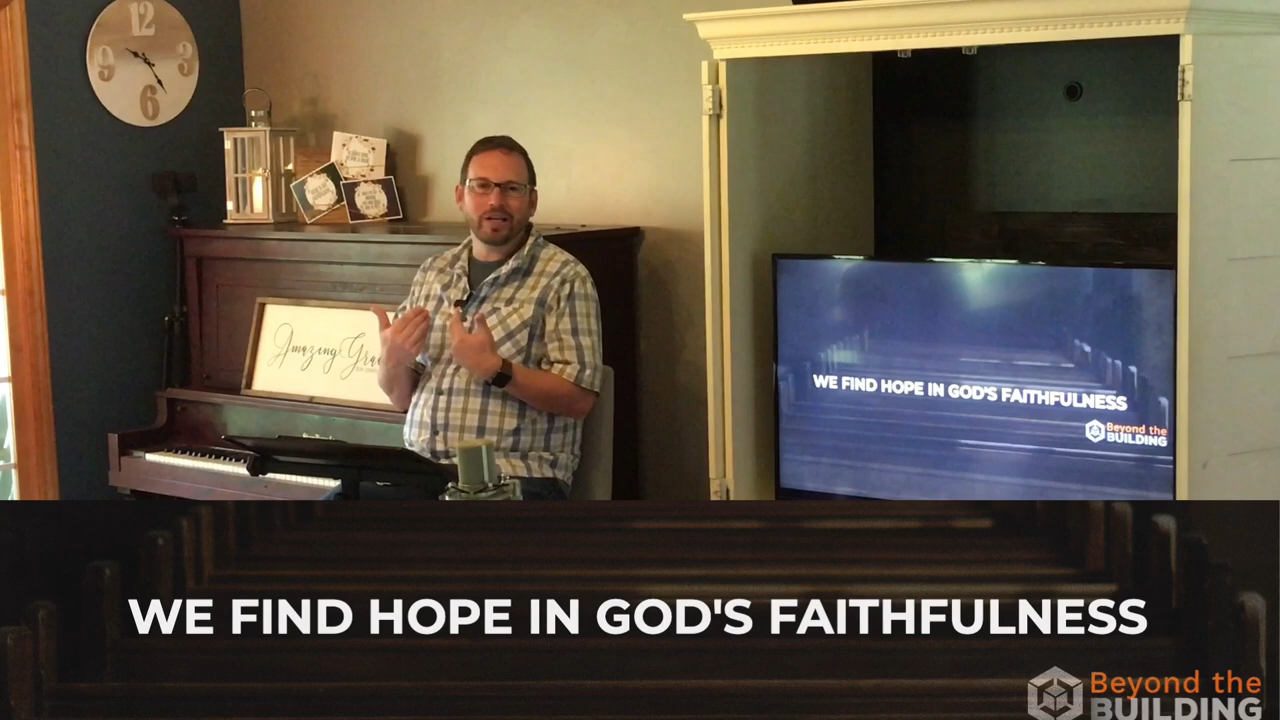 12
9
3
6
Amazing Grac
WE FIND HOPE IN GOD'S FAITHFULNESS
Beyond the
BUILDING
WE FIND HOPE IN GOD'S FAITHFULNESS
Beyond the
BUILDING